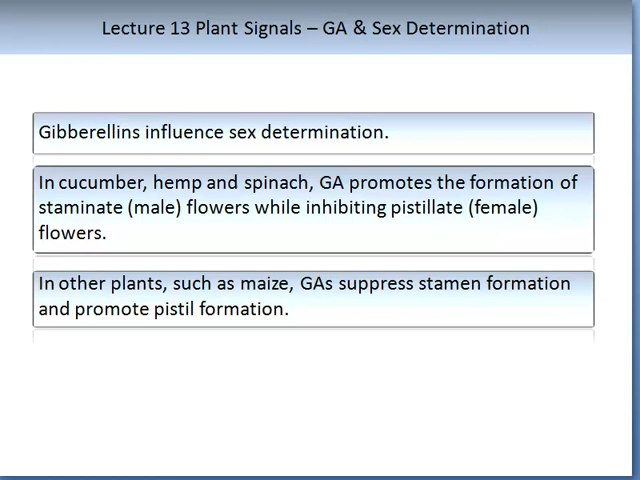 Lecture 13 Plant Signals – GA & Sex Determination
Gibberellins influence sex determination.
In cucumber, hemp and spinach, GA promotes the formation of
staminate (male) flowers while inhibiting pistillate (female)
flowers.
In other plants, such as maize, GAs suppress stamen formation
and promote pistil formation.